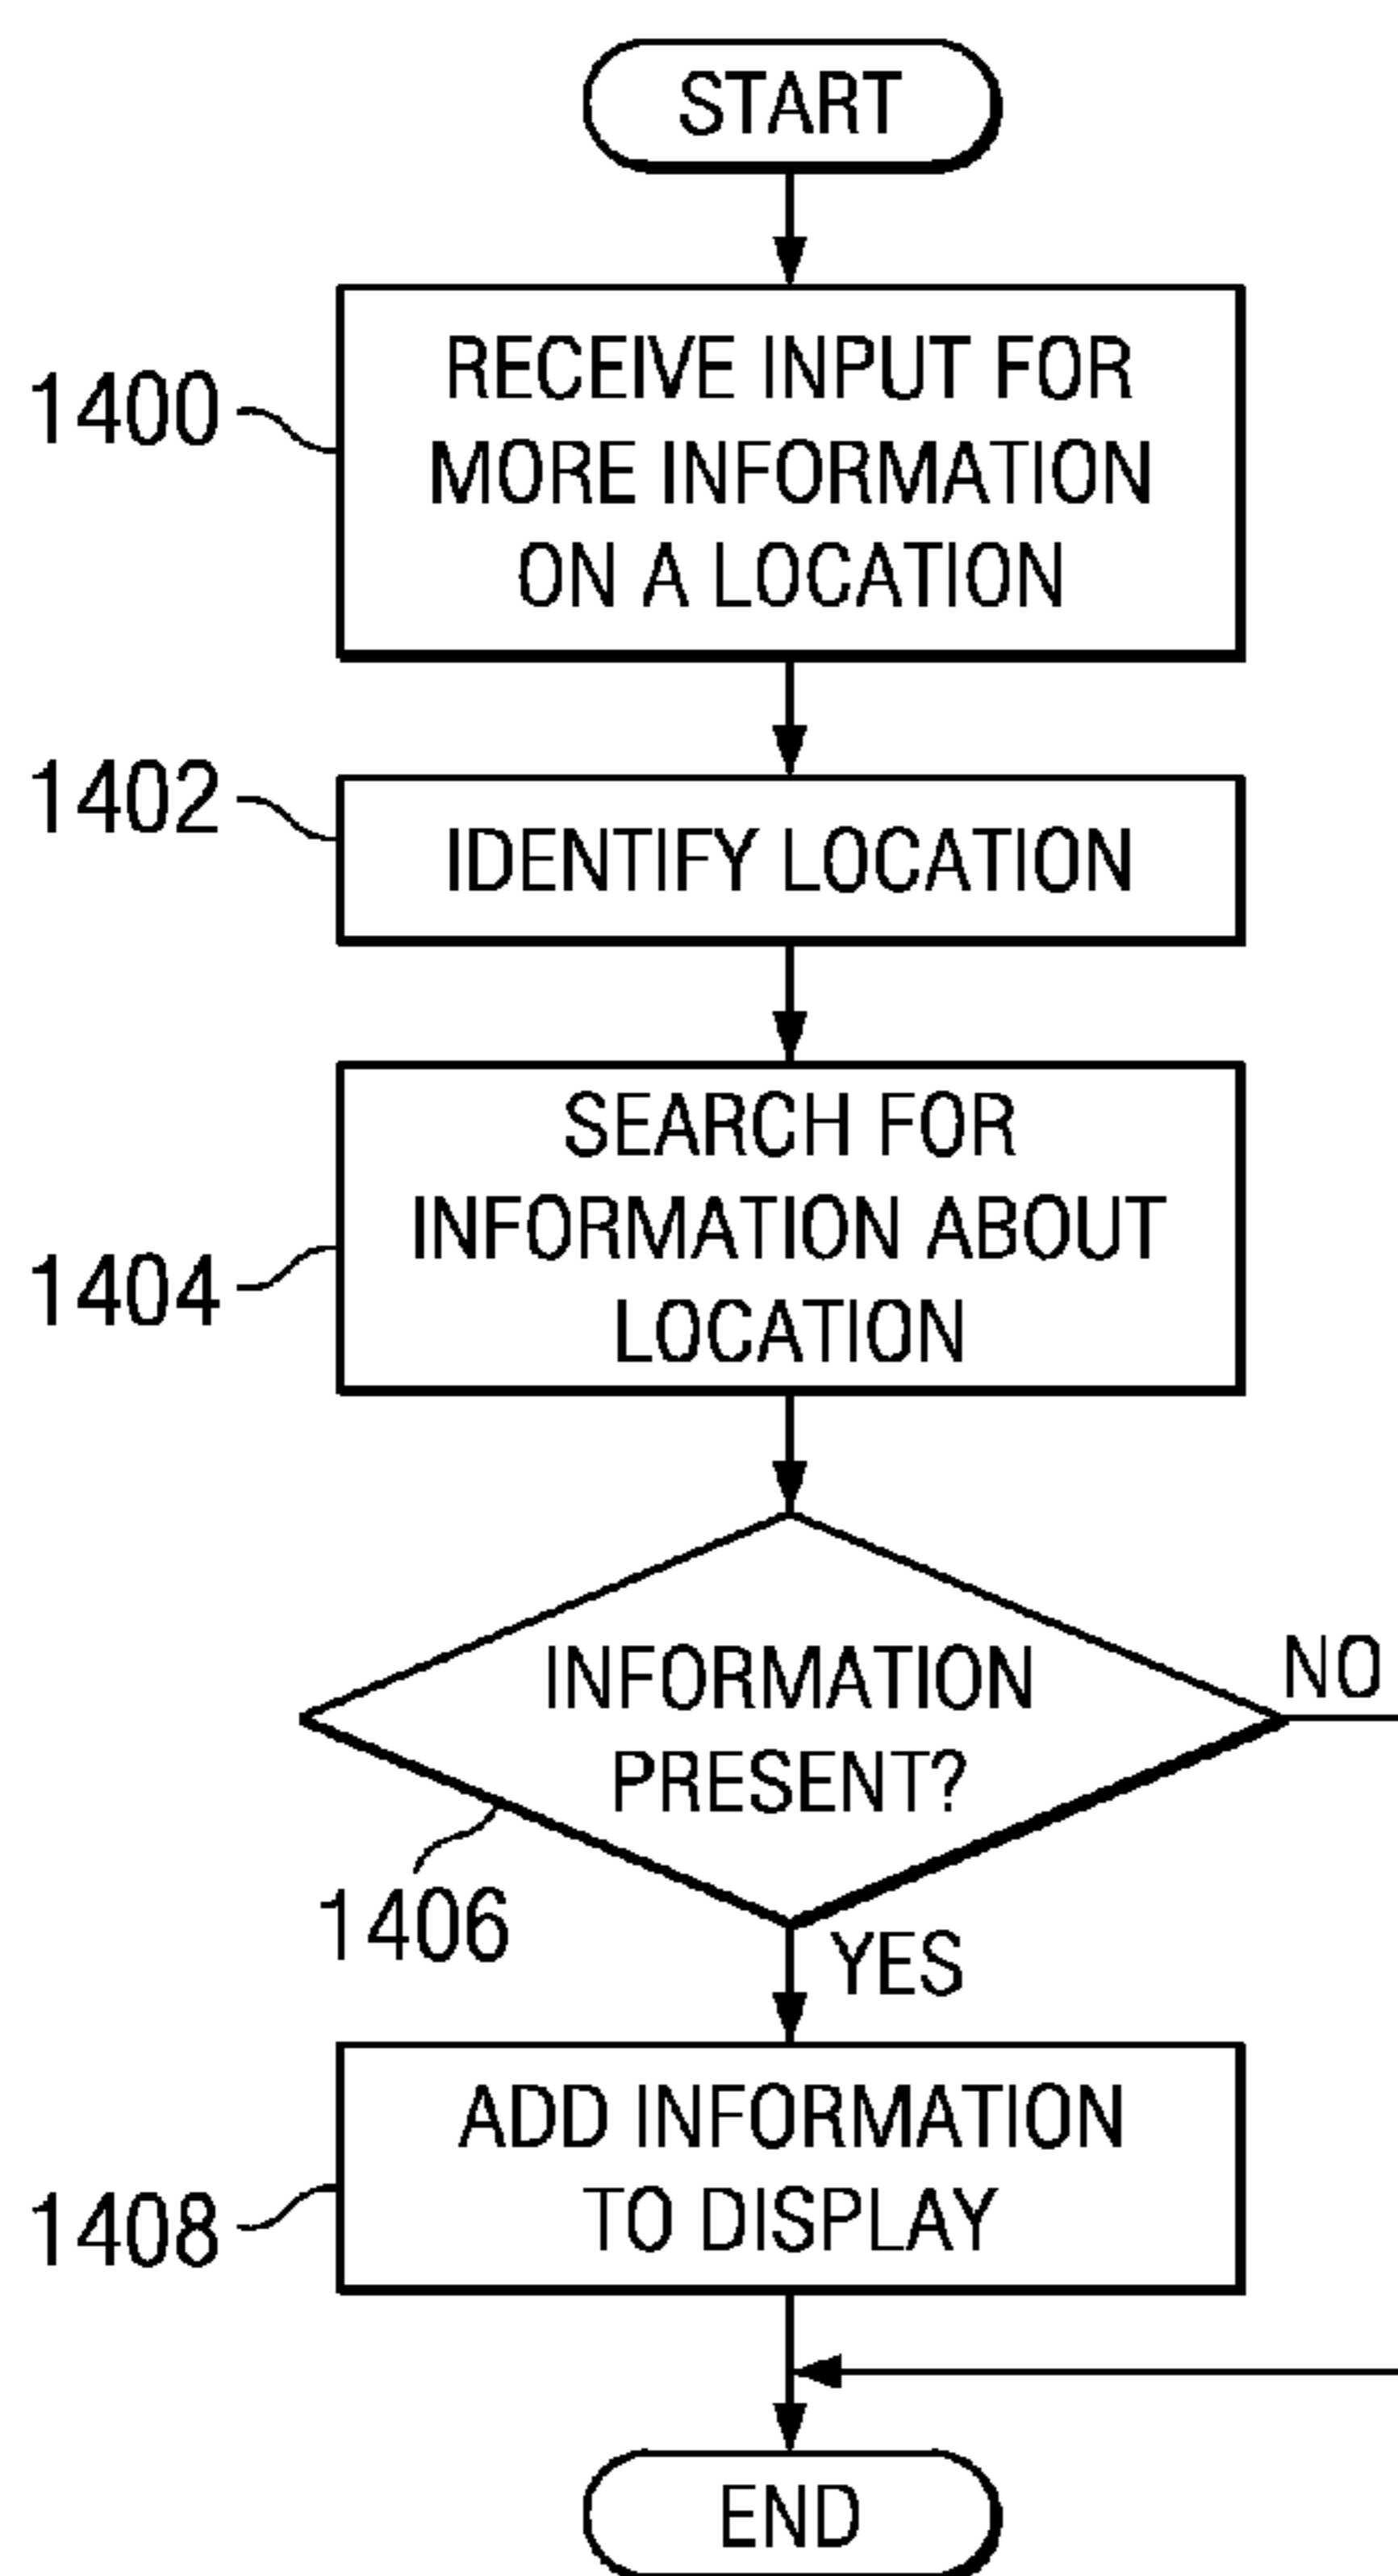 START
1400
RECEIVE INPUT FOR
MORE INFORMATION
ON A LOCATION
1402
IDENTIFY LOCATION
1404
SEARCH FOR
INFORMATION ABOUT
LOCATION
INFORMATION
PRESENT?
NO
1406
YES
1408
ADD INFORMATION
TO DISPLAY
END